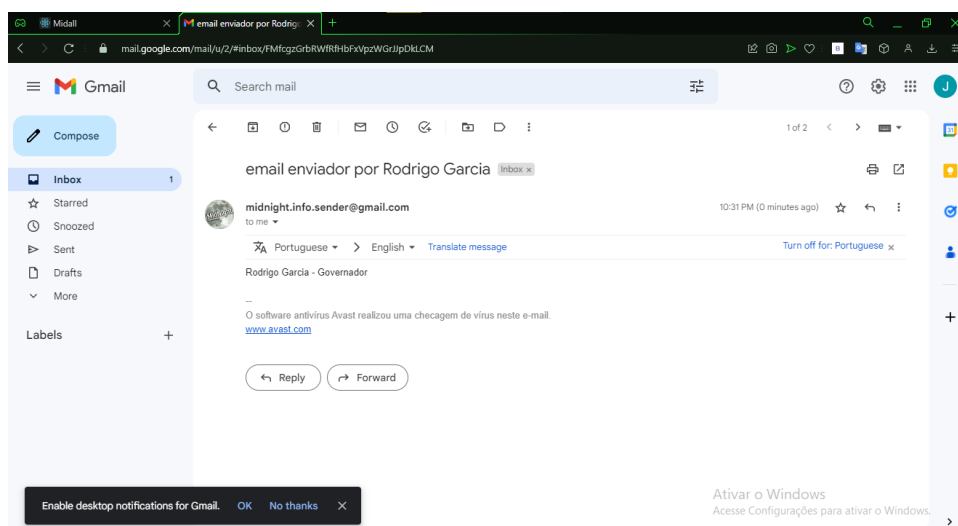 Midall
email enviador por Rodrig
mail.google.com/mail/u/2/#inbox/FMfcgzGrbRWfRfHbFxVpzWGrJJpDkLCM
Gmail
Search mail
J
Compose
1 of 2
31
email enviador por Rodrigo Garcia Inbox x
Inbox 1
Starred
midnight.info.sender@gmail.com 10:31 PM (0 minutes ago)
to me
Snoozed
Sent
Portuguese > English Translate message Turn off for: Portuguese x
Drafts
Rodrigo Garcia - Governador
More
--
O software antivírus Avast realizou uma checagem de vírus neste e-mail.
www.avast.com
Labels +
Reply Forward
Ativar o Windows
Acesse Configurações para ativar o Windows.
Enable desktop notifications for Gmail. OK No thanks X